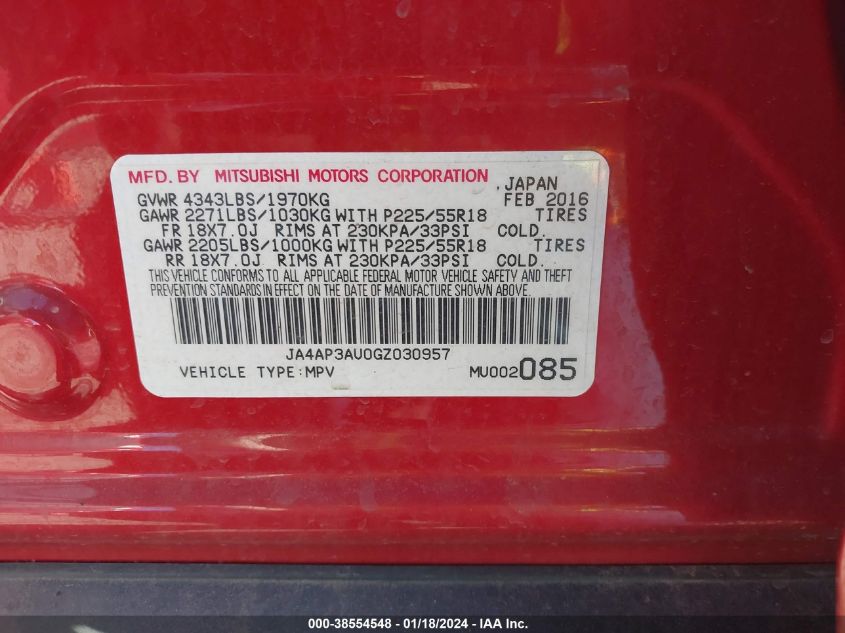 MFD. BY MITSUBISHI MOTORS CORPORATION , JAPAN
GVWR 4343LBS/1970KG FEB 2016
GAWR 2271LBS/1030KG WITH P225/55R18 TIRES
FR 18X7.0J RIMS AT 230KPA/33PSI COLD.
GAWR 2205LBS/1000KG WITH P225/55R18 TIRES
RR 18X7.0J RIMS AT 230KPA/33PSI COLD.
THIS VEHICLE CONFORMS TO ALL APPLICABLE FEDERAL MOTOR VEHICLE SAFETY AND THEFT
PREVENTION STANDARDS IN EFFECT ON THE DATE OF MANUFACTURE SHOWN ABOVE.
JA4AP3AU0GZ030957
VEHICLE TYPE:MPV MU002085
000-38554548 - 01/18/2024 - IAA Inc.